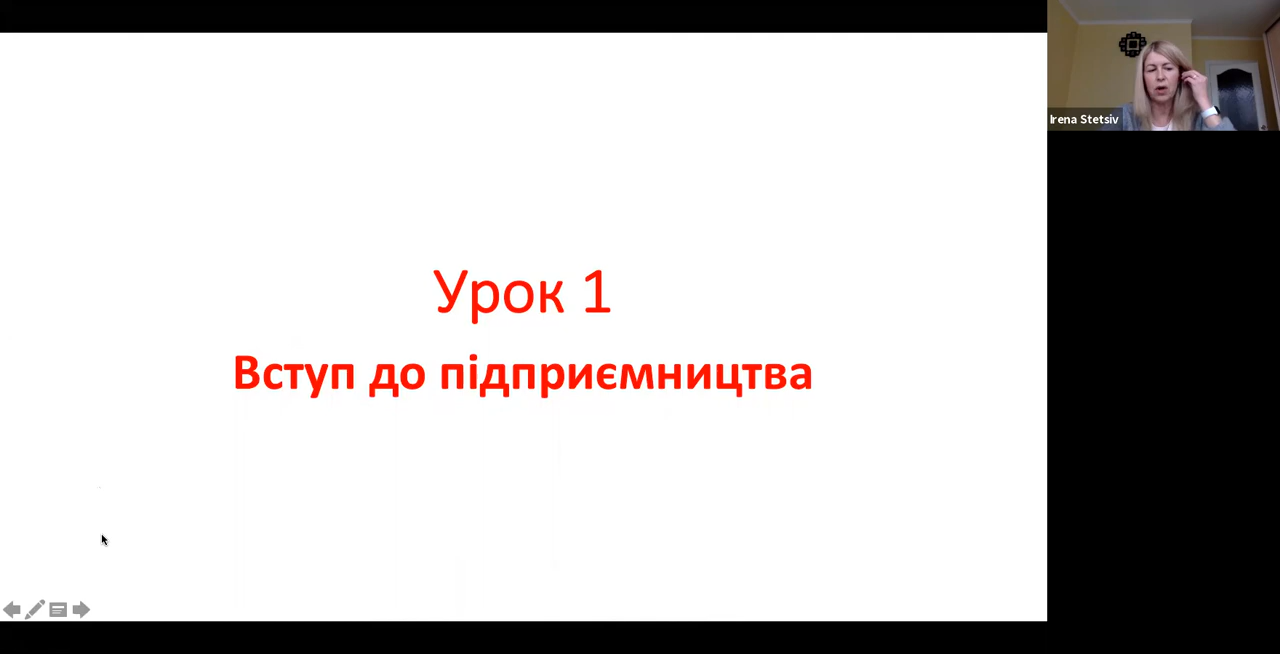 Урок 1
Вступ до підприємництва
Irena Stetsiv